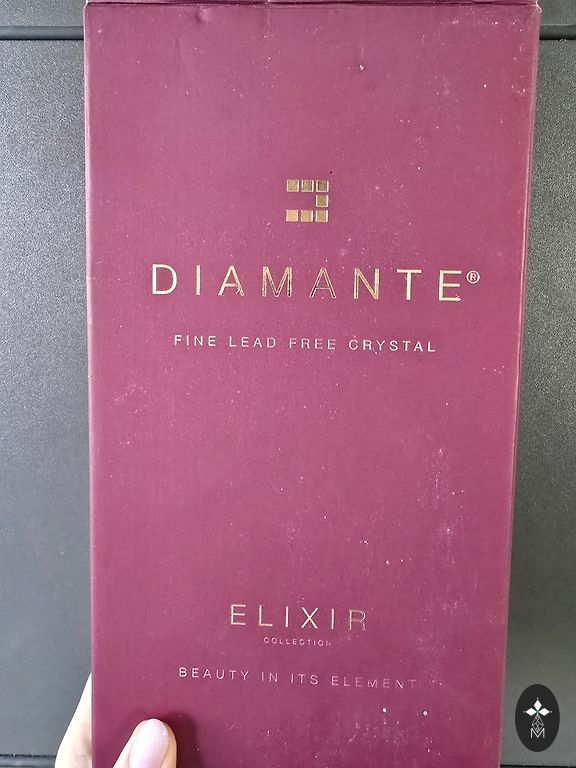 DIAMANTE®
FINE LEAD FREE CRYSTAL
ELIXIR
COLLECTION
BEAUTY IN ITS ELEMENT
M